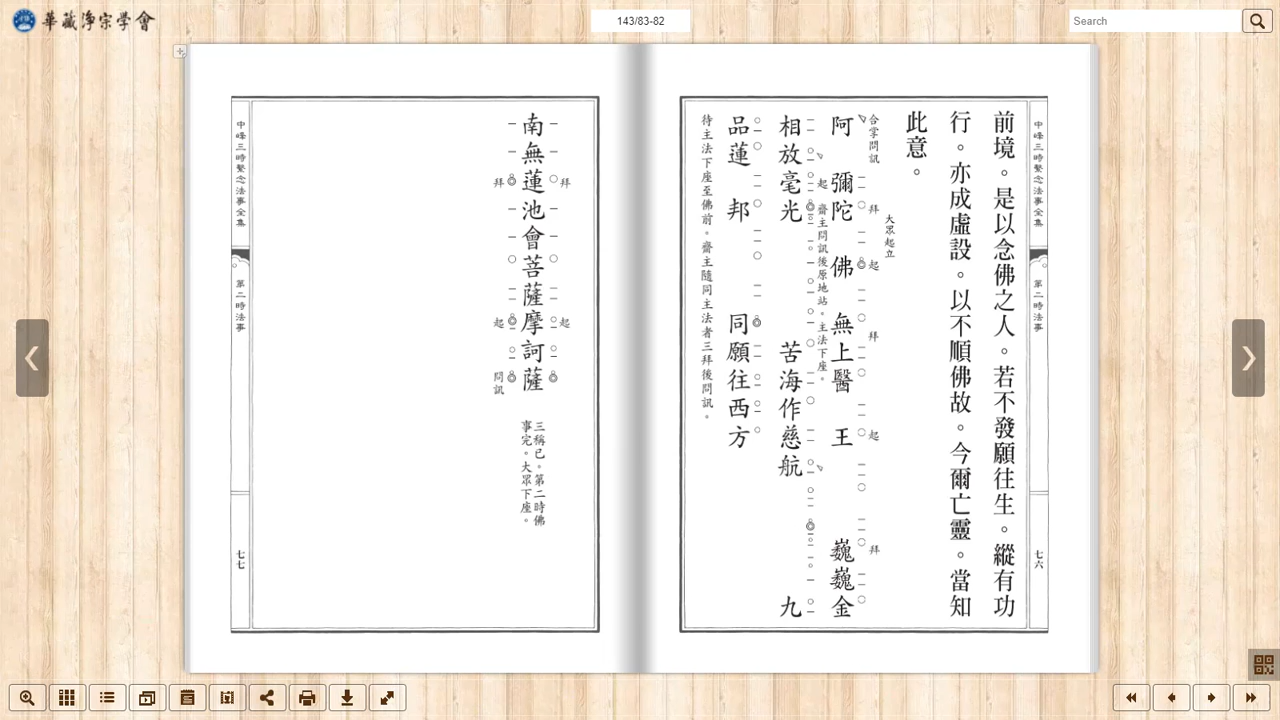 華藏淨宗學會
143/83-82
Search
中峰三時繫念法事全集
第二時法事
七六
前境。是以念佛之人。若不發願往生。縱有功
行。亦成虛設。以不順佛故。今爾亡靈。當知
此意。
大眾起立
合掌問訊
拜
起
拜
起
拜
阿彌陀佛 無上醫王 巍巍金
起
齋主問訊後原地站。主法下座。
相放毫光 苦海作慈航 九
品蓮邦 同願往西方
待主法下座至佛前。齋主隨同主法者三拜後問訊。
拜
起
南無蓮池會菩薩摩訶薩
三稱已。第二時佛
事完。大眾下座。
拜
起
問訊
中峰三時繫念法事全集
第二時法事
七七